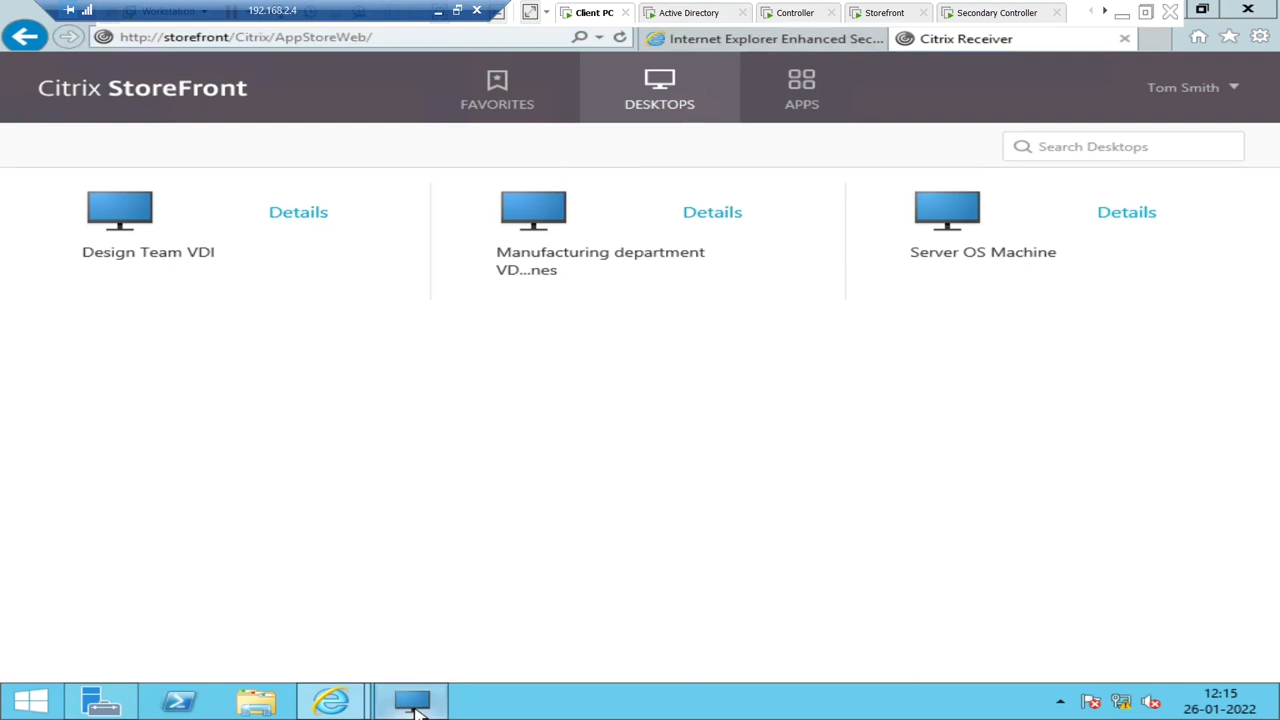 Workstation
192.168.2.4
Client PC
Active Directory
Controller
Storefront
Secondary Controller
http://storefront/Citrix/AppStoreWeb/
Internet Explorer Enhanced Sec...
Citrix Receiver
Citrix StoreFront
FAVORITES
DESKTOPS
APPS
Tom Smith
Search Desktops
Details
Design Team VDI
Details
Manufacturing department
VD...nes
Details
Server OS Machine
12:15
26-01-2022